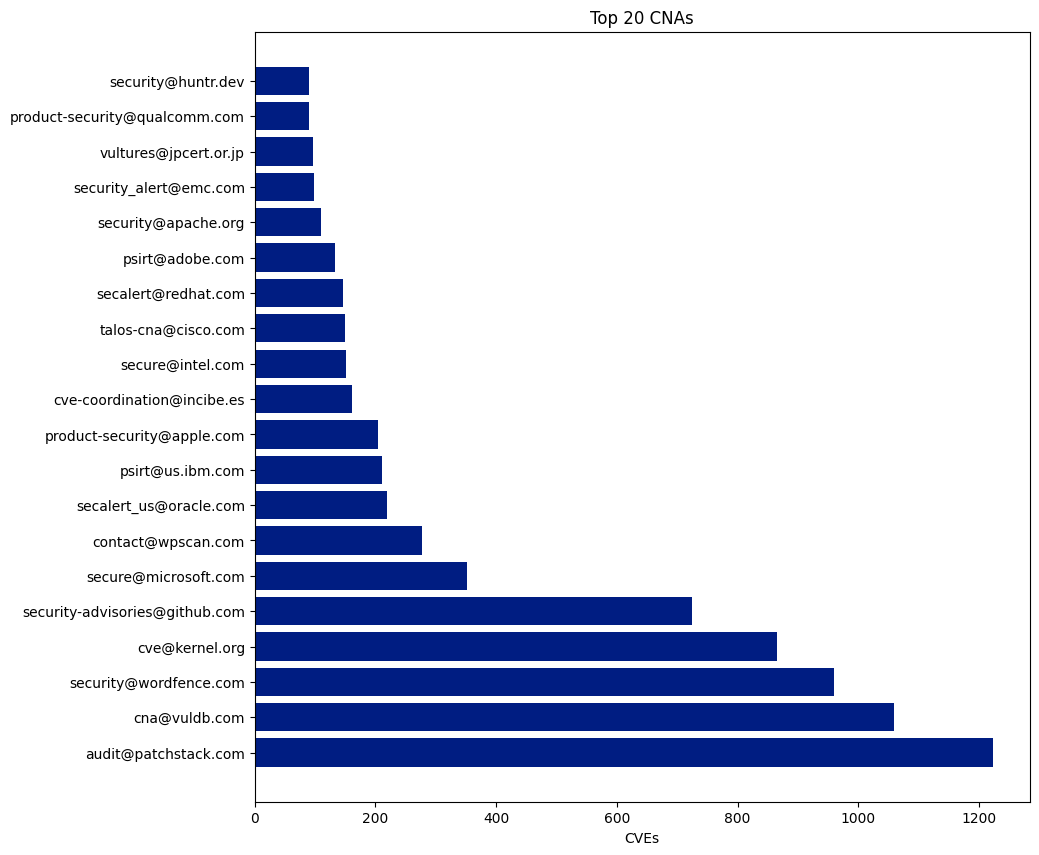 Top 20 CNAs
security@huntr.dev
product-security@qualcomm.com
vultures@jpcert.or.jp
security_alert@emc.com
security@apache.org
psirt@adobe.com
secalert@redhat.com
talos-cna@cisco.com
secure@intel.com
cve-coordination@incibe.es
product-security@apple.com
psirt@us.ibm.com
secalert_us@oracle.com
contact@wpscan.com
secure@microsoft.com
security-advisories@github.com
cve@kernel.org
security@wordfence.com
cna@vuldb.com
audit@patchstack.com
0 200 400 600 800 1000 1200
CVEs